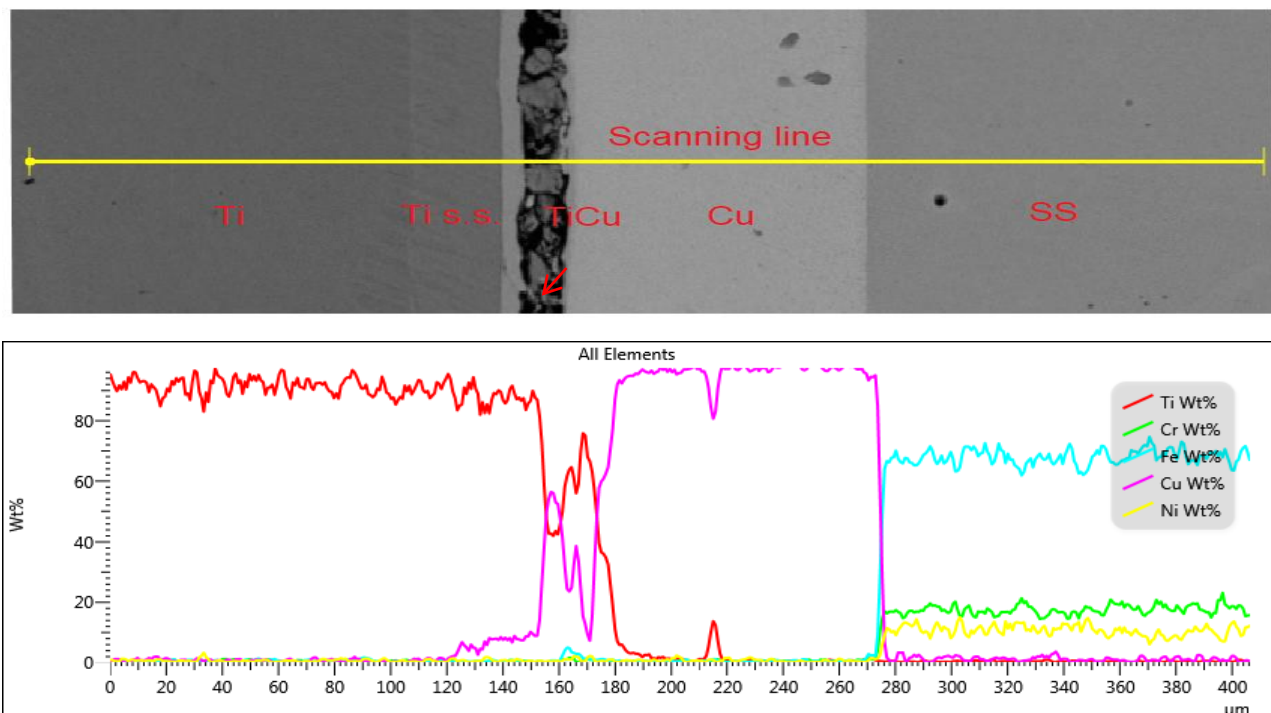 Scanning line
Ti
Ti s.s.
TiCu
Cu
SS
All Elements
Wt%
80
60
40
20
0
Ti Wt%
Cr Wt%
Fe Wt%
Cu Wt%
Ni Wt%
0 20 40 60 80 100 120 140 160 180 200 220 240 260 280 300 320 340 360 380 400
um